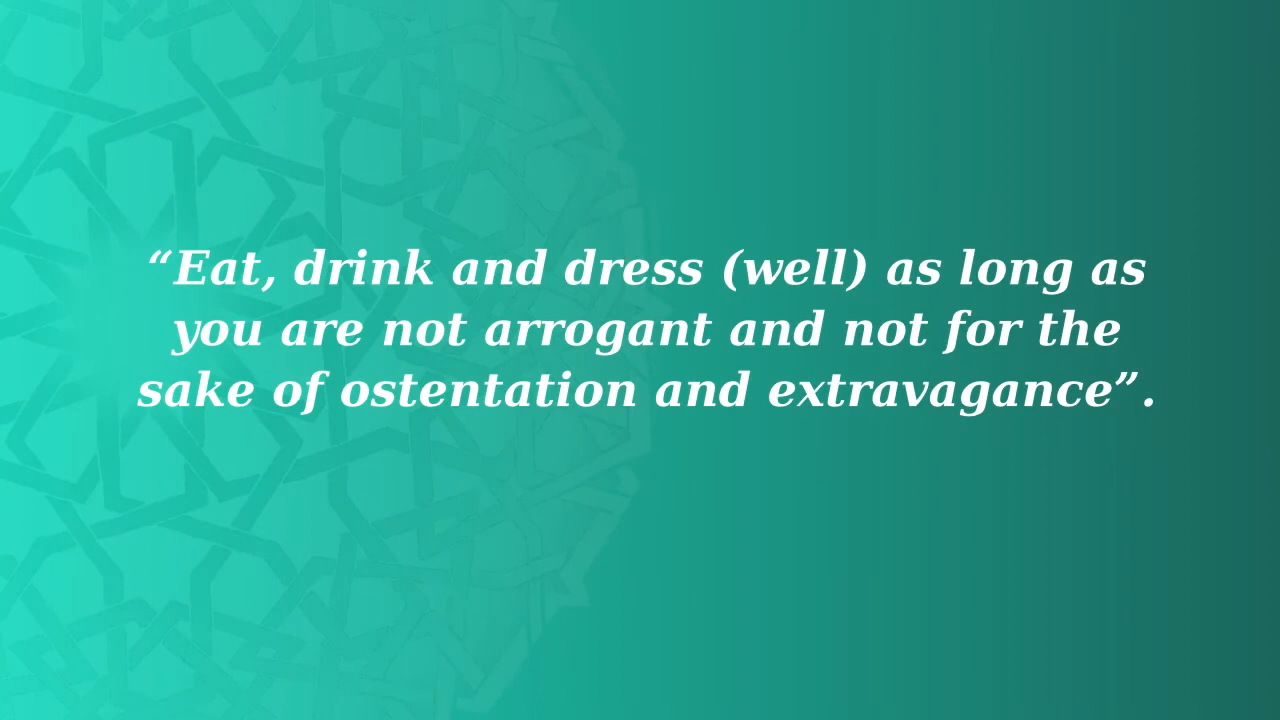 “Eat, drink and dress (well) as long as
you are not arrogant and not for the
sake of ostentation and extravagance”.